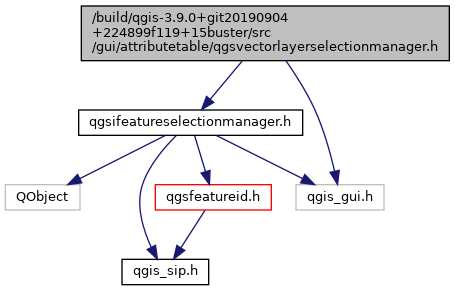 /build/qgis-3.9.0+git20190904
+224899f119+15buster/src
/gui/attributetable/qgsvectorlayerselectionmanager.h
qgsifeatureselectionmanager.h
QObject
qgsfeatureid.h
qgis_gui.h
qgis_sip.h